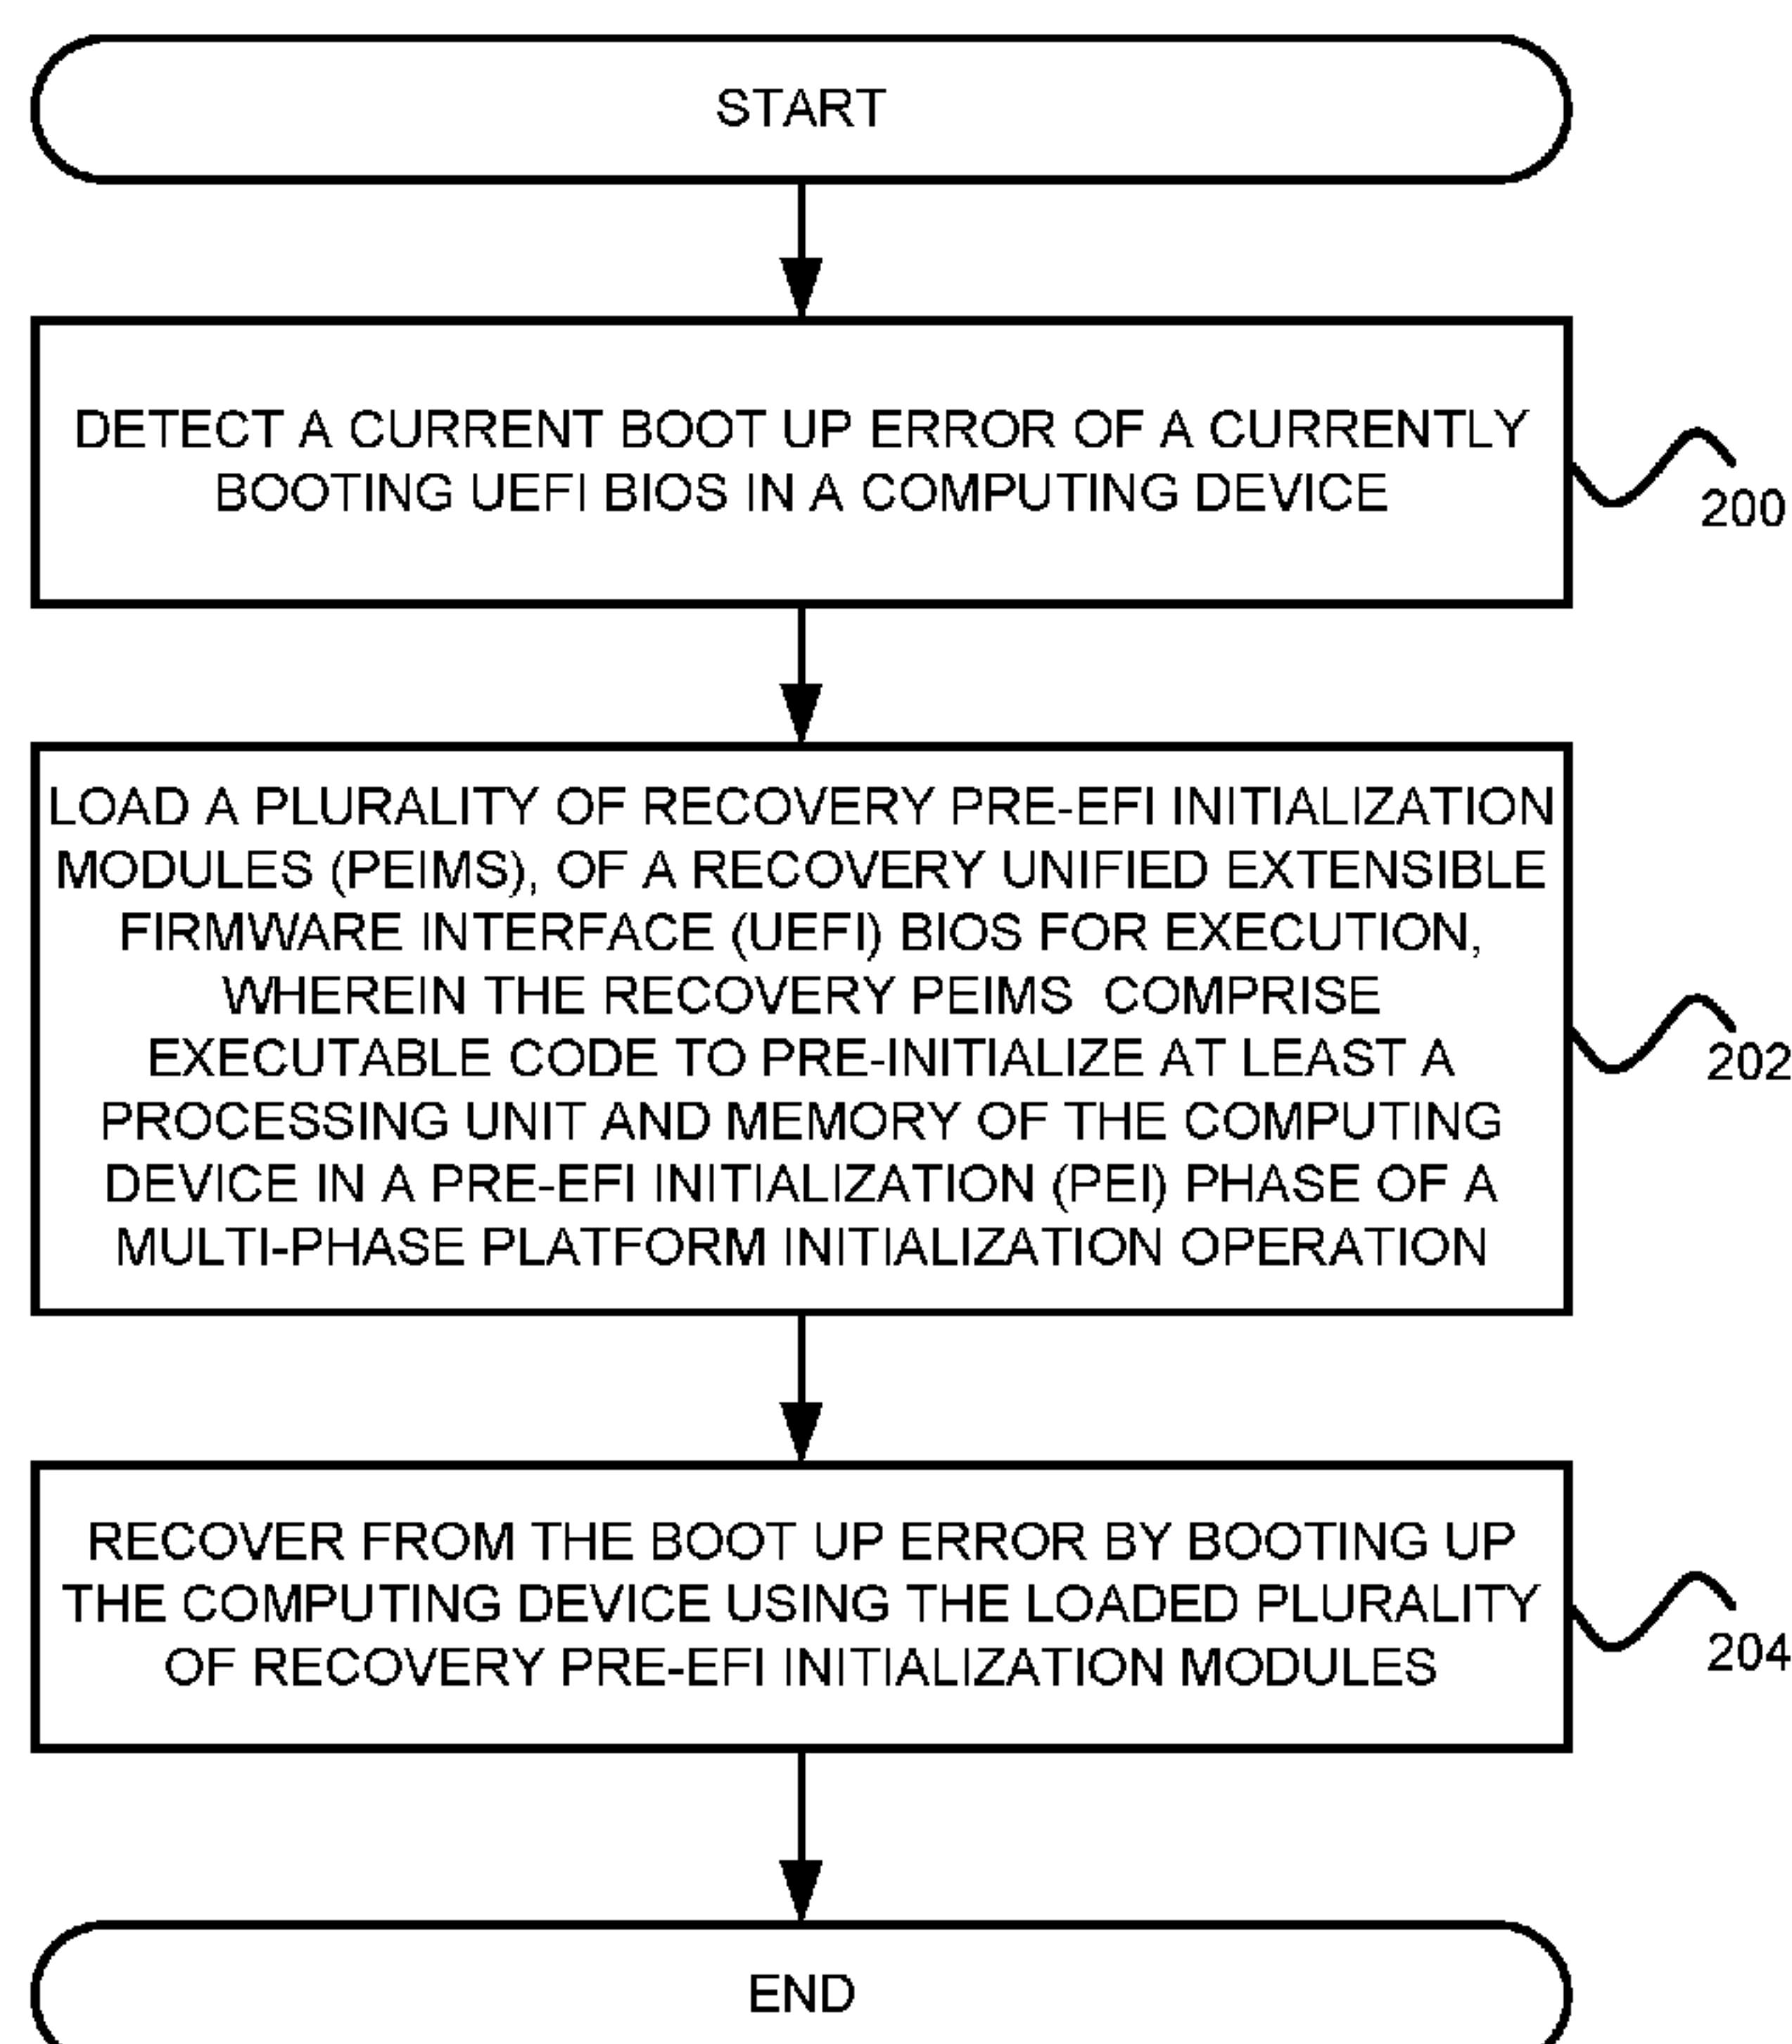 START
DETECT A CURRENT BOOT UP ERROR OF A CURRENTLY
BOOTING UEFI BIOS IN A COMPUTING DEVICE
200
LOAD A PLURALITY OF RECOVERY PRE-EFI INITIALIZATION
MODULES (PEIMS), OF A RECOVERY UNIFIED EXTENSIBLE
FIRMWARE INTERFACE (UEFI) BIOS FOR EXECUTION,
WHEREIN THE RECOVERY PEIMS COMPRISE
EXECUTABLE CODE TO PRE-INITIALIZE AT LEAST A
PROCESSING UNIT AND MEMORY OF THE COMPUTING
DEVICE IN A PRE-EFI INITIALIZATION (PEI) PHASE OF A
MULTI-PHASE PLATFORM INITIALIZATION OPERATION
202
RECOVER FROM THE BOOT UP ERROR BY BOOTING UP
THE COMPUTING DEVICE USING THE LOADED PLURALITY
OF RECOVERY PRE-EFI INITIALIZATION MODULES
204
END